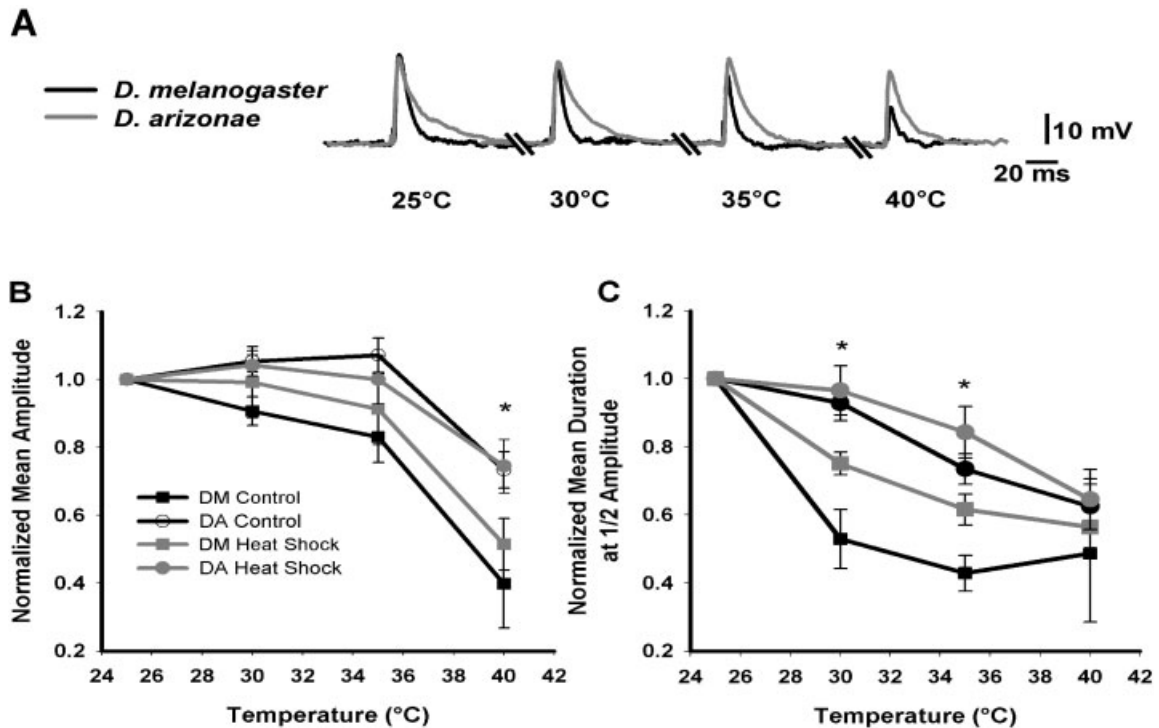 A
D. melanogaster
D. arizonae
10 mV
20 ms
25°C 30°C 35°C 40°C
B
Normalized Mean Amplitude
1.2
1.0
0.8
0.6
0.4
0.2
*
DM Control
DA Control
DM Heat Shock
DA Heat Shock
24 26 28 30 32 34 36 38 40 42
Temperature (°C)
C
Normalized Mean Duration
at 1/2 Amplitude
1.2
1.0
0.8
0.6
0.4
0.2
*
*
24 26 28 30 32 34 36 38 40 42
Temperature (°C)